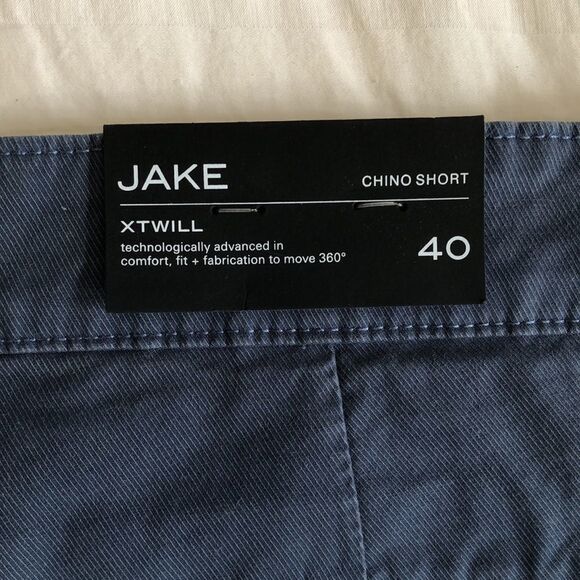 JAKE
CHINO SHORT
XTWILL
technologically advanced in
comfort, fit + fabrication to move 360°
40